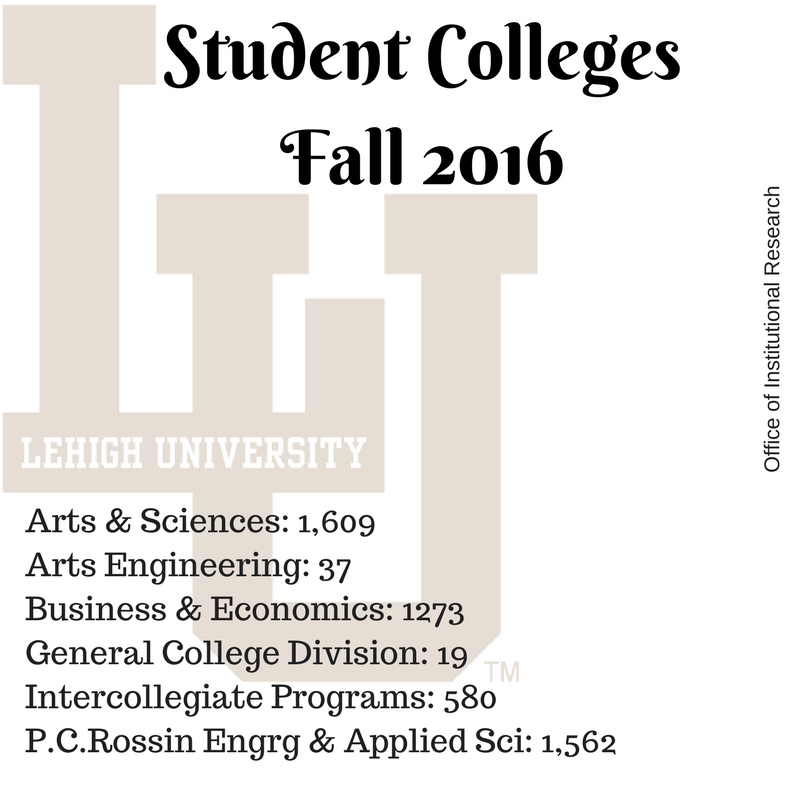 Student Colleges
Fall 2016
Office of Institutional Research
LEHIGH UNIVERSITY
Arts & Sciences: 1,609
Arts Engineering: 37
Business & Economics: 1273
General College Division: 19
TM
Intercollegiate Programs: 580
P.C.Rossin Engrg & Applied Sci: 1,562